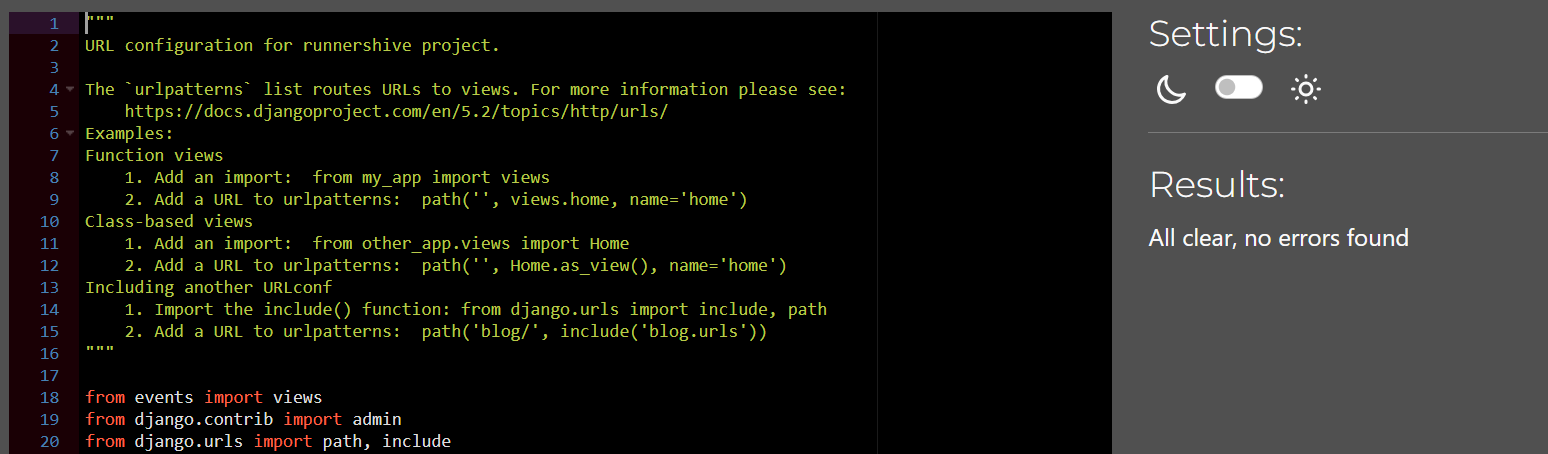 1 """
2 URL configuration for runnershive project.
3
4 The `urlpatterns` list routes URLs to views. For more information please see:
5     https://docs.djangoproject.com/en/5.2/topics/http/urls/
6 Examples:
7 Function views
8     1. Add an import:  from my_app import views
9     2. Add a URL to urlpatterns:  path('', views.home, name='home')
10 Class-based views
11     1. Add an import:  from other_app.views import Home
12     2. Add a URL to urlpatterns:  path('', Home.as_view(), name='home')
13 Including another URLconf
14     1. Import the include() function: from django.urls import include, path
15     2. Add a URL to urlpatterns:  path('blog/', include('blog.urls'))
16 """
17
18 from events import views
19 from django.contrib import admin
20 from django.urls import path, include
Settings:
Results:
All clear, no errors found